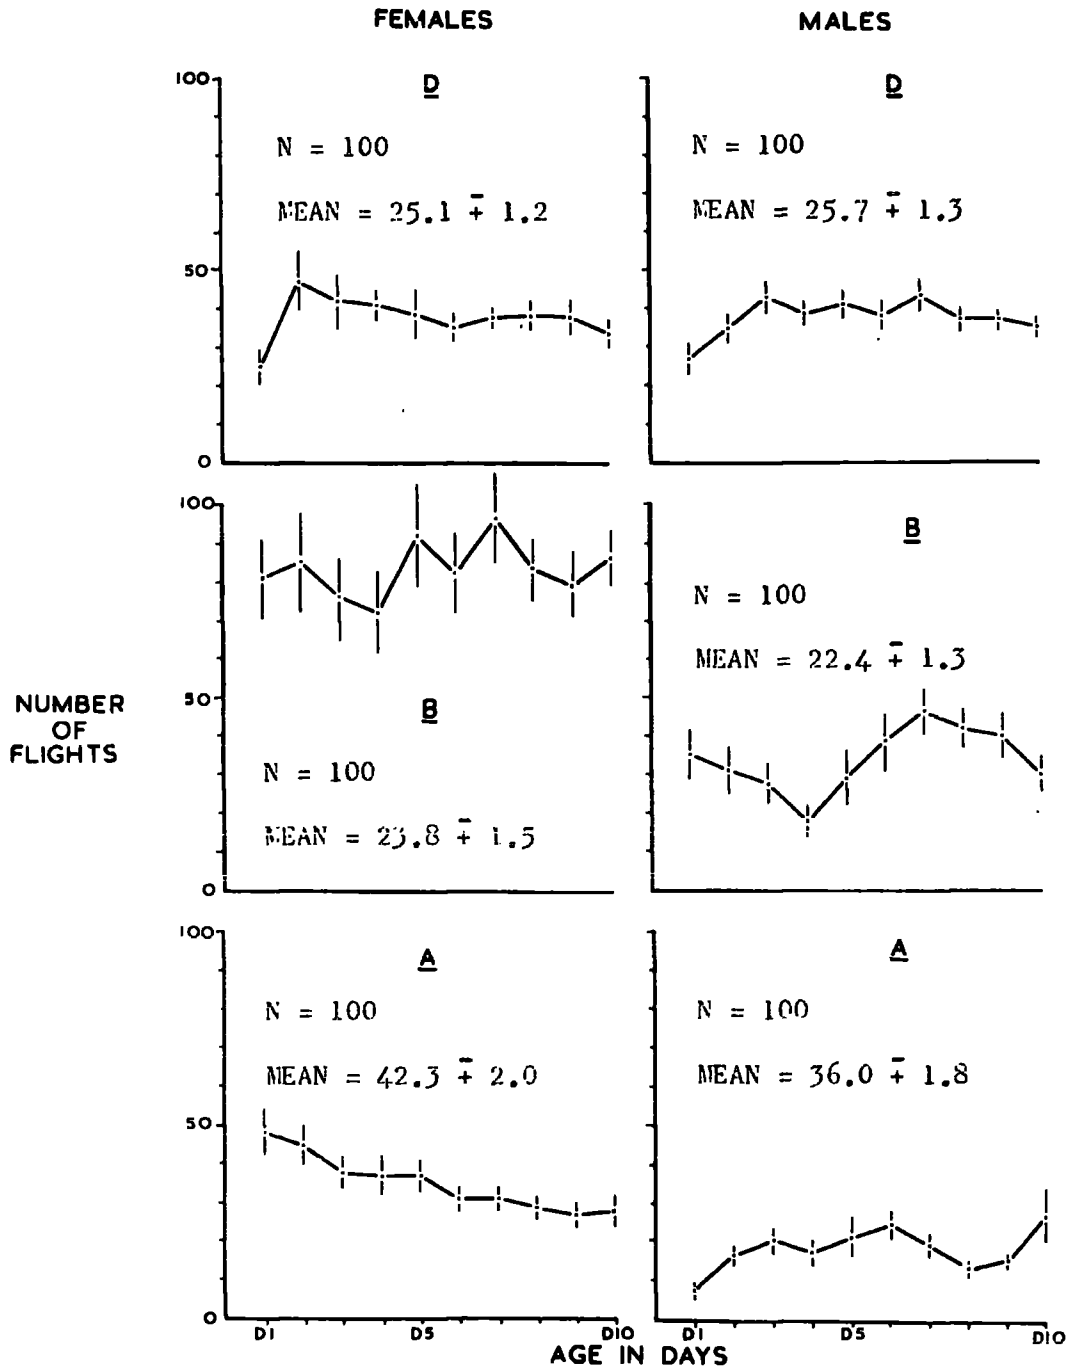 FEMALES MALES
100
D
N = 100
MEAN = 25.1 ∓ 1.2
50
0
D
N = 100
MEAN = 25.7 ∓ 1.3
100
50
B
N = 100
MEAN = 23.8 ∓ 1.5
0
B
N = 100
MEAN = 22.4 ∓ 1.3
NUMBER
OF
FLIGHTS
100
A
N = 100
MEAN = 42.3 ∓ 2.0
50
0
A
N = 100
MEAN = 36.0 ∓ 1.8
D1 D5 D10 D1 D5 D10
AGE IN DAYS